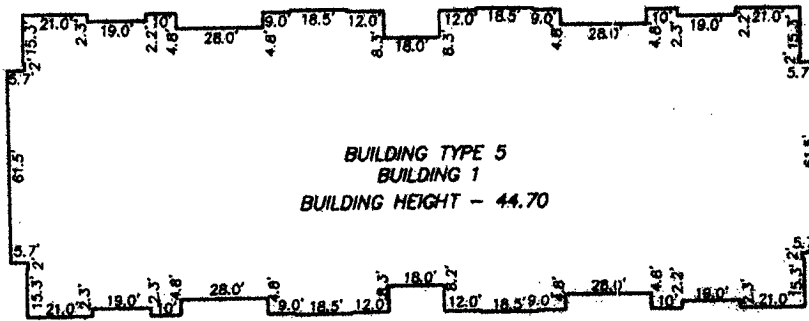 21.0' 2.3' 19.0' 2.2' 10' 4.8' 28.0' 4.8' 9.0' 18.5' 12.0' 8.3' 18.0' 8.3' 12.0' 18.5' 9.0' 4.8' 28.0' 4.8' 10' 2.3' 19.0' 2.2' 21.0'
15.3' 15.3'
5.7' 2' 2' 5.7'
61.5' 61.5'
BUILDING TYPE 5
BUILDING 1
BUILDING HEIGHT - 44.70
5.7' 2'
15.3' 15.3'
21.0' 2.3' 19.0' 2.3' 10' 4.8' 28.0' 4.8' 9.0' 18.5' 12.0' 8.3' 18.0' 8.2' 12.0' 18.5' 9.0' 4.8' 28.0' 4.8' 10' 2.2' 19.0' 2.3' 21.0'